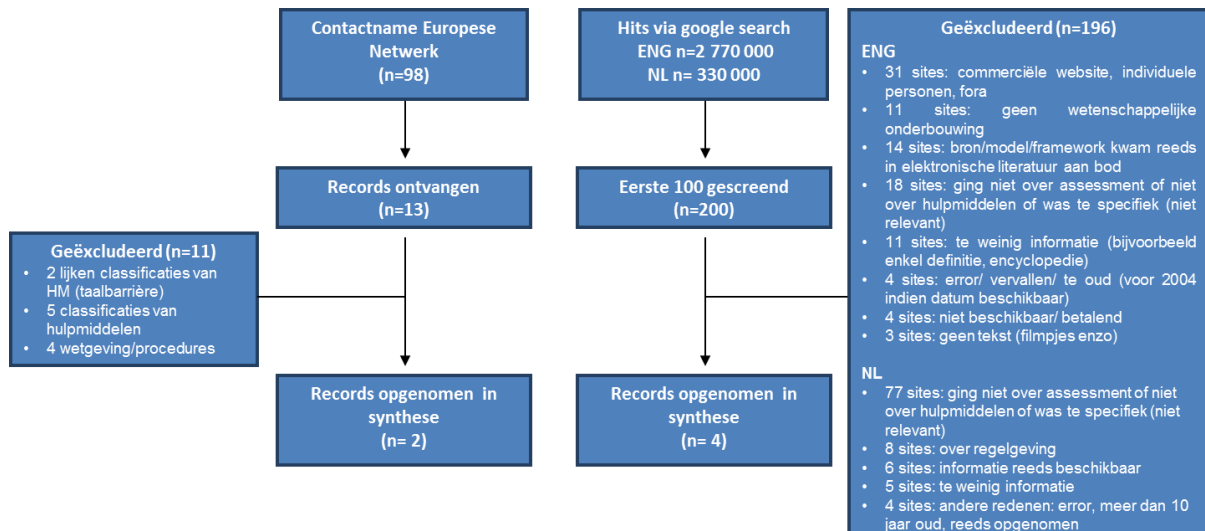 Contactname Europese
Netwerk
(n=98)
Records ontvangen
(n=13)
Geëxcludeerd (n=11)
• 2 lijken classificaties van
HM (taalbarrière)
• 5 classificaties van
hulpmiddelen
• 4 wetgeving/procedures
Records opgenomen in
synthese
(n= 2)
Hits via google search
ENG n=2 770 000
NL n= 330 000
Eerste 100 gescreend
(n=200)
Records opgenomen in
synthese
(n= 4)
Geëxcludeerd (n=196)
ENG
• 31 sites: commerciële website, individuele
personen, fora
• 11 sites: geen wetenschappelijke
onderbouwing
• 14 sites: bron/model/framework kwam reeds
in elektronische literatuur aan bod
• 18 sites: ging niet over assessment of niet
over hulpmiddelen of was te specifiek (niet
relevant)
• 11 sites: te weinig informatie (bijvoorbeeld
enkel definitie, encyclopedie)
• 4 sites: error/ vervallen/ te oud (voor 2004
indien datum beschikbaar)
• 4 sites: niet beschikbaar/ betalend
• 3 sites: geen tekst (filmpjes enzo)
NL
• 77 sites: ging niet over assessment of niet
over hulpmiddelen of was te specifiek (niet
relevant)
• 8 sites: over regelgeving
• 6 sites: informatie reeds beschikbaar
• 5 sites: te weinig informatie
• 4 sites: andere redenen: error, meer dan 10
jaar oud, reeds opgenomen